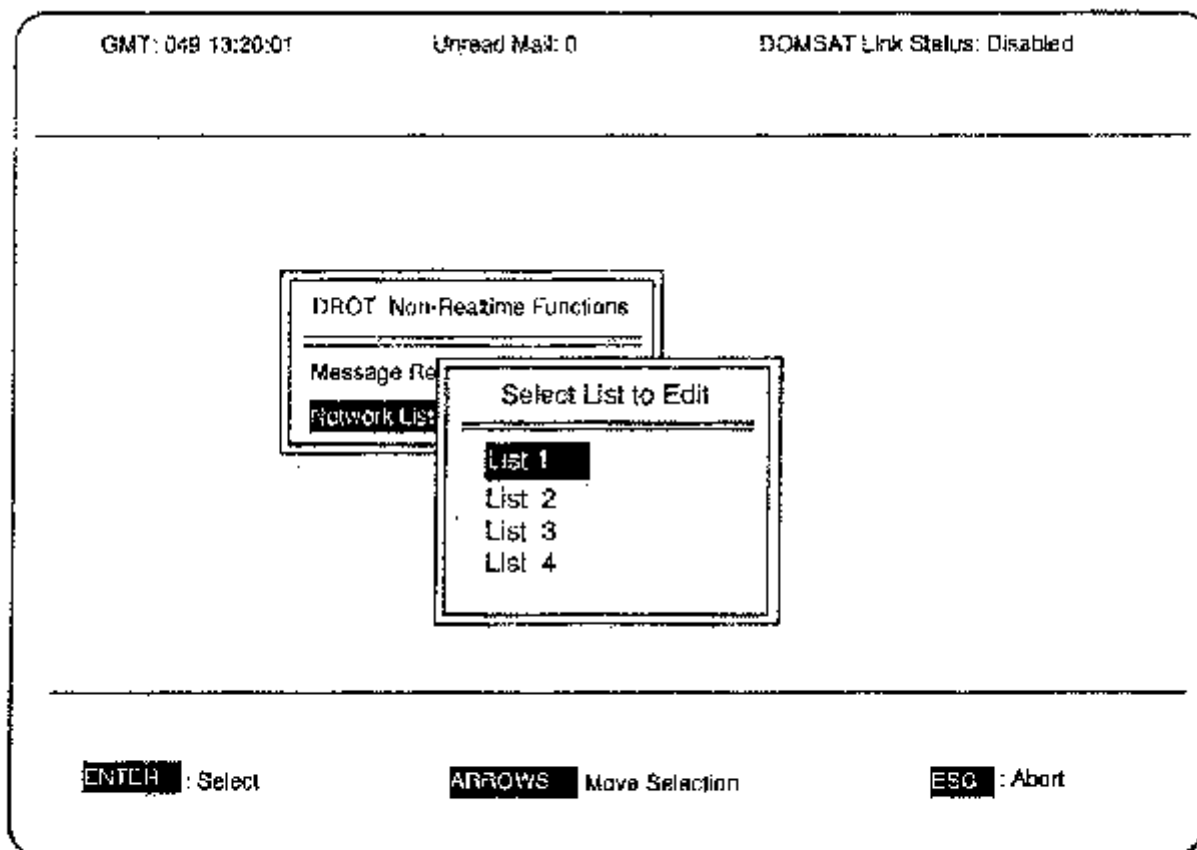 GMT: 049 13:20:01 Unread Mail: 0 DOMSAT Link Status: Disabled
DROT Non-Realtime Functions
Message Re
Network List
Select List to Edit
List 1
List 2
List 3
List 4
ENTER : Select ARROWS Move Selection ESC : Abort